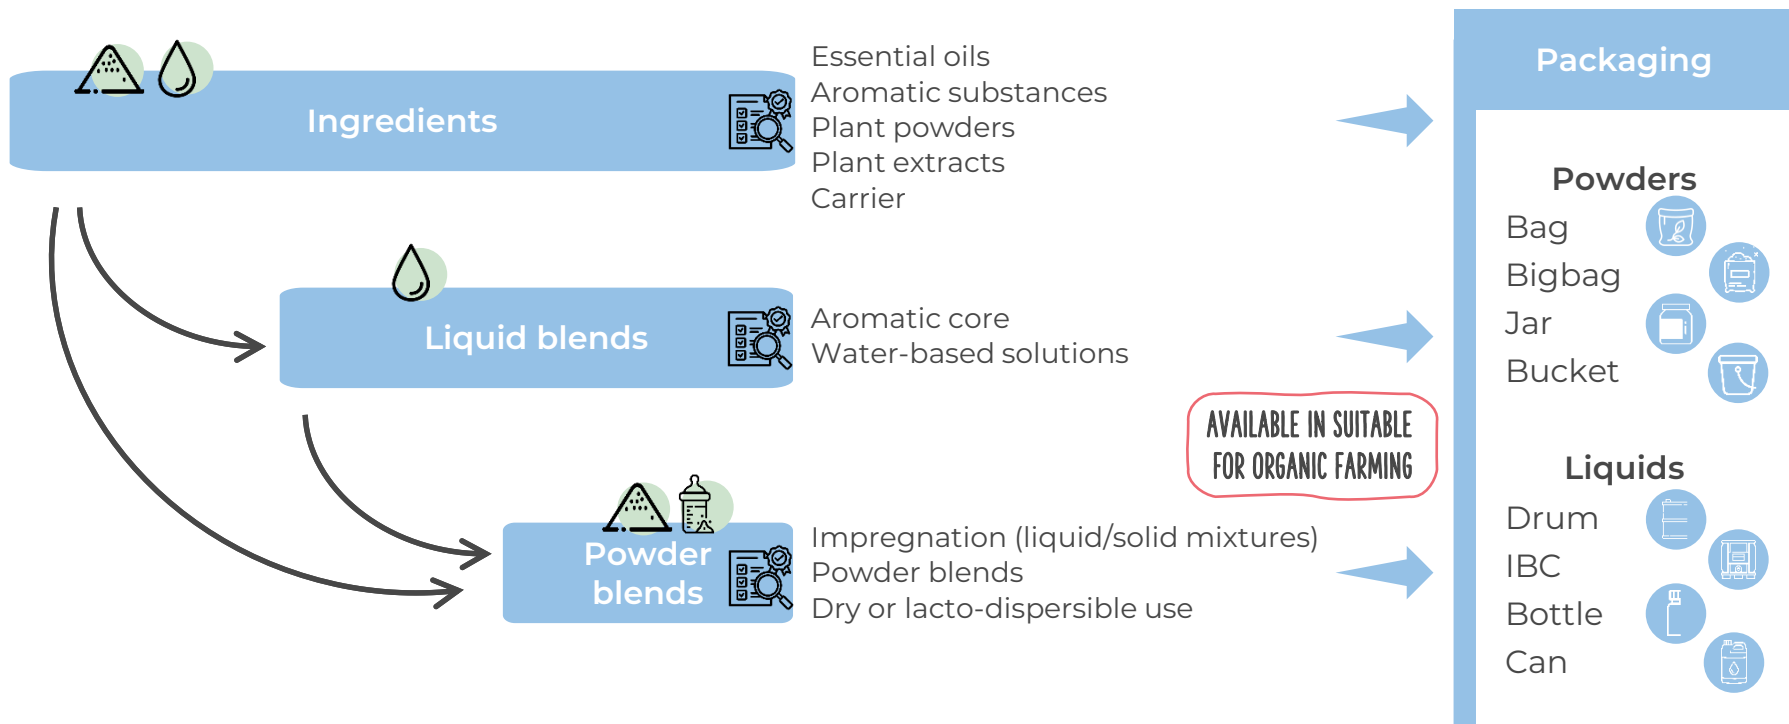 Ingredients
Essential oils
Aromatic substances
Plant powders
Plant extracts
Carrier
Liquid blends
Aromatic core
Water-based solutions
AVAILABLE IN SUITABLE
FOR ORGANIC FARMING
Powder
blends
Impregnation (liquid/solid mixtures)
Powder blends
Dry or lacto-dispersible use
Packaging
Powders
Bag
Bigbag
Jar
Bucket
Liquids
Drum
IBC
Bottle
Can